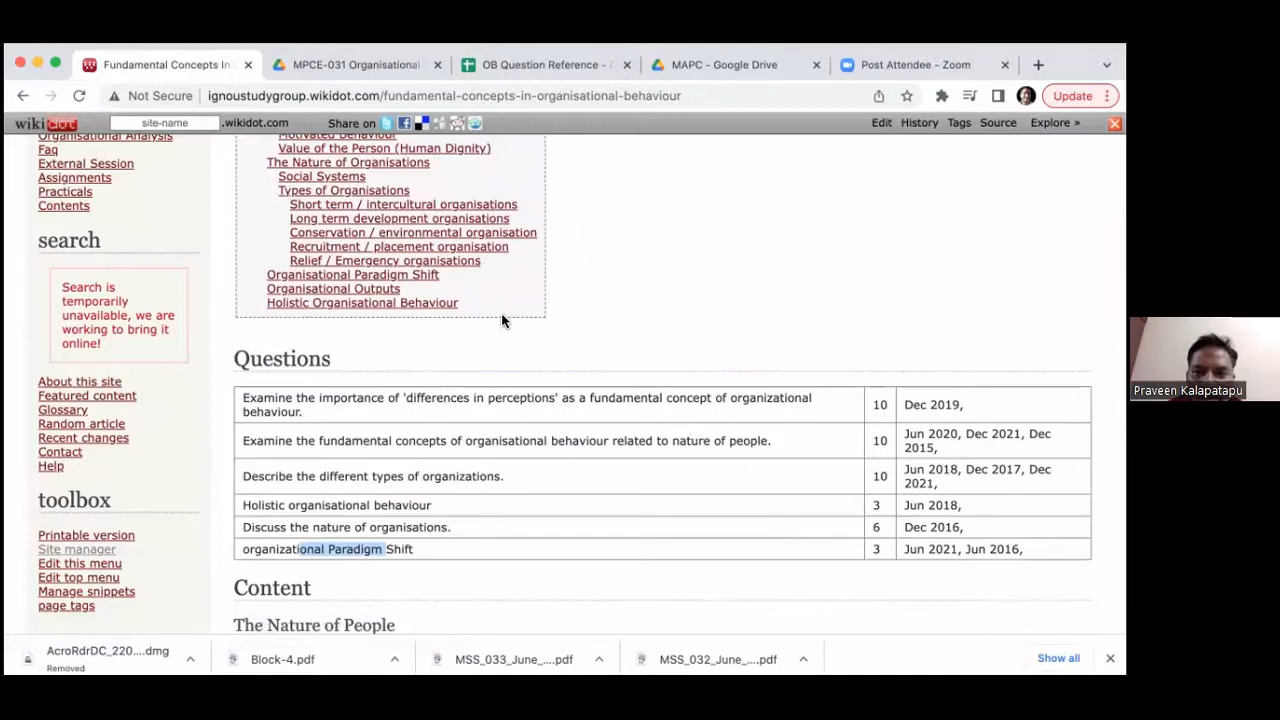 Fundamental Concepts In
MPCE-031 Organisational
OB Question Reference -
MAPC - Google Drive
Post Attendee - Zoom
Not Secure
ignoustudygroup.wikidot.com/fundamental-concepts-in-organisational-behaviour
Update
wikidot
site-name
.wikidot.com
Share on
Edit
History
Tags
Source
Explore »
Organisational Analysis
Faq
External Session
Assignments
Practicals
Contents
search
Search is
temporarily
unavailable, we are
working to bring it
online!
About this site
Featured content
Glossary
Random article
Recent changes
Contact
Help
toolbox
Printable version
Site manager
Edit this menu
Edit top menu
Manage snippets
page tags
Motivated Behaviour
Value of the Person (Human Dignity)
The Nature of Organisations
Social Systems
Types of Organisations
Short term / intercultural organisations
Long term development organisations
Conservation / environmental organisation
Recruitment / placement organisation
Relief / Emergency organisations
Organisational Paradigm Shift
Organisational Outputs
Holistic Organisational Behaviour
Questions
Examine the importance of 'differences in perceptions' as a fundamental concept of organizational
behaviour.
10
Dec 2019,
Examine the fundamental concepts of organisational behaviour related to nature of people.
10
Jun 2020, Dec 2021, Dec
2015,
Describe the different types of organizations.
10
Jun 2018, Dec 2017, Dec
2021,
Holistic organisational behaviour
3
Jun 2018,
Discuss the nature of organisations.
6
Dec 2016,
organizational Paradigm Shift
3
Jun 2021, Jun 2016,
Content
The Nature of People
AcroRdrDC_220....dmg
Removed
Block-4.pdf
MSS_033_June_....pdf
MSS_032_June_....pdf
Show all
Praveen Kalapatapu